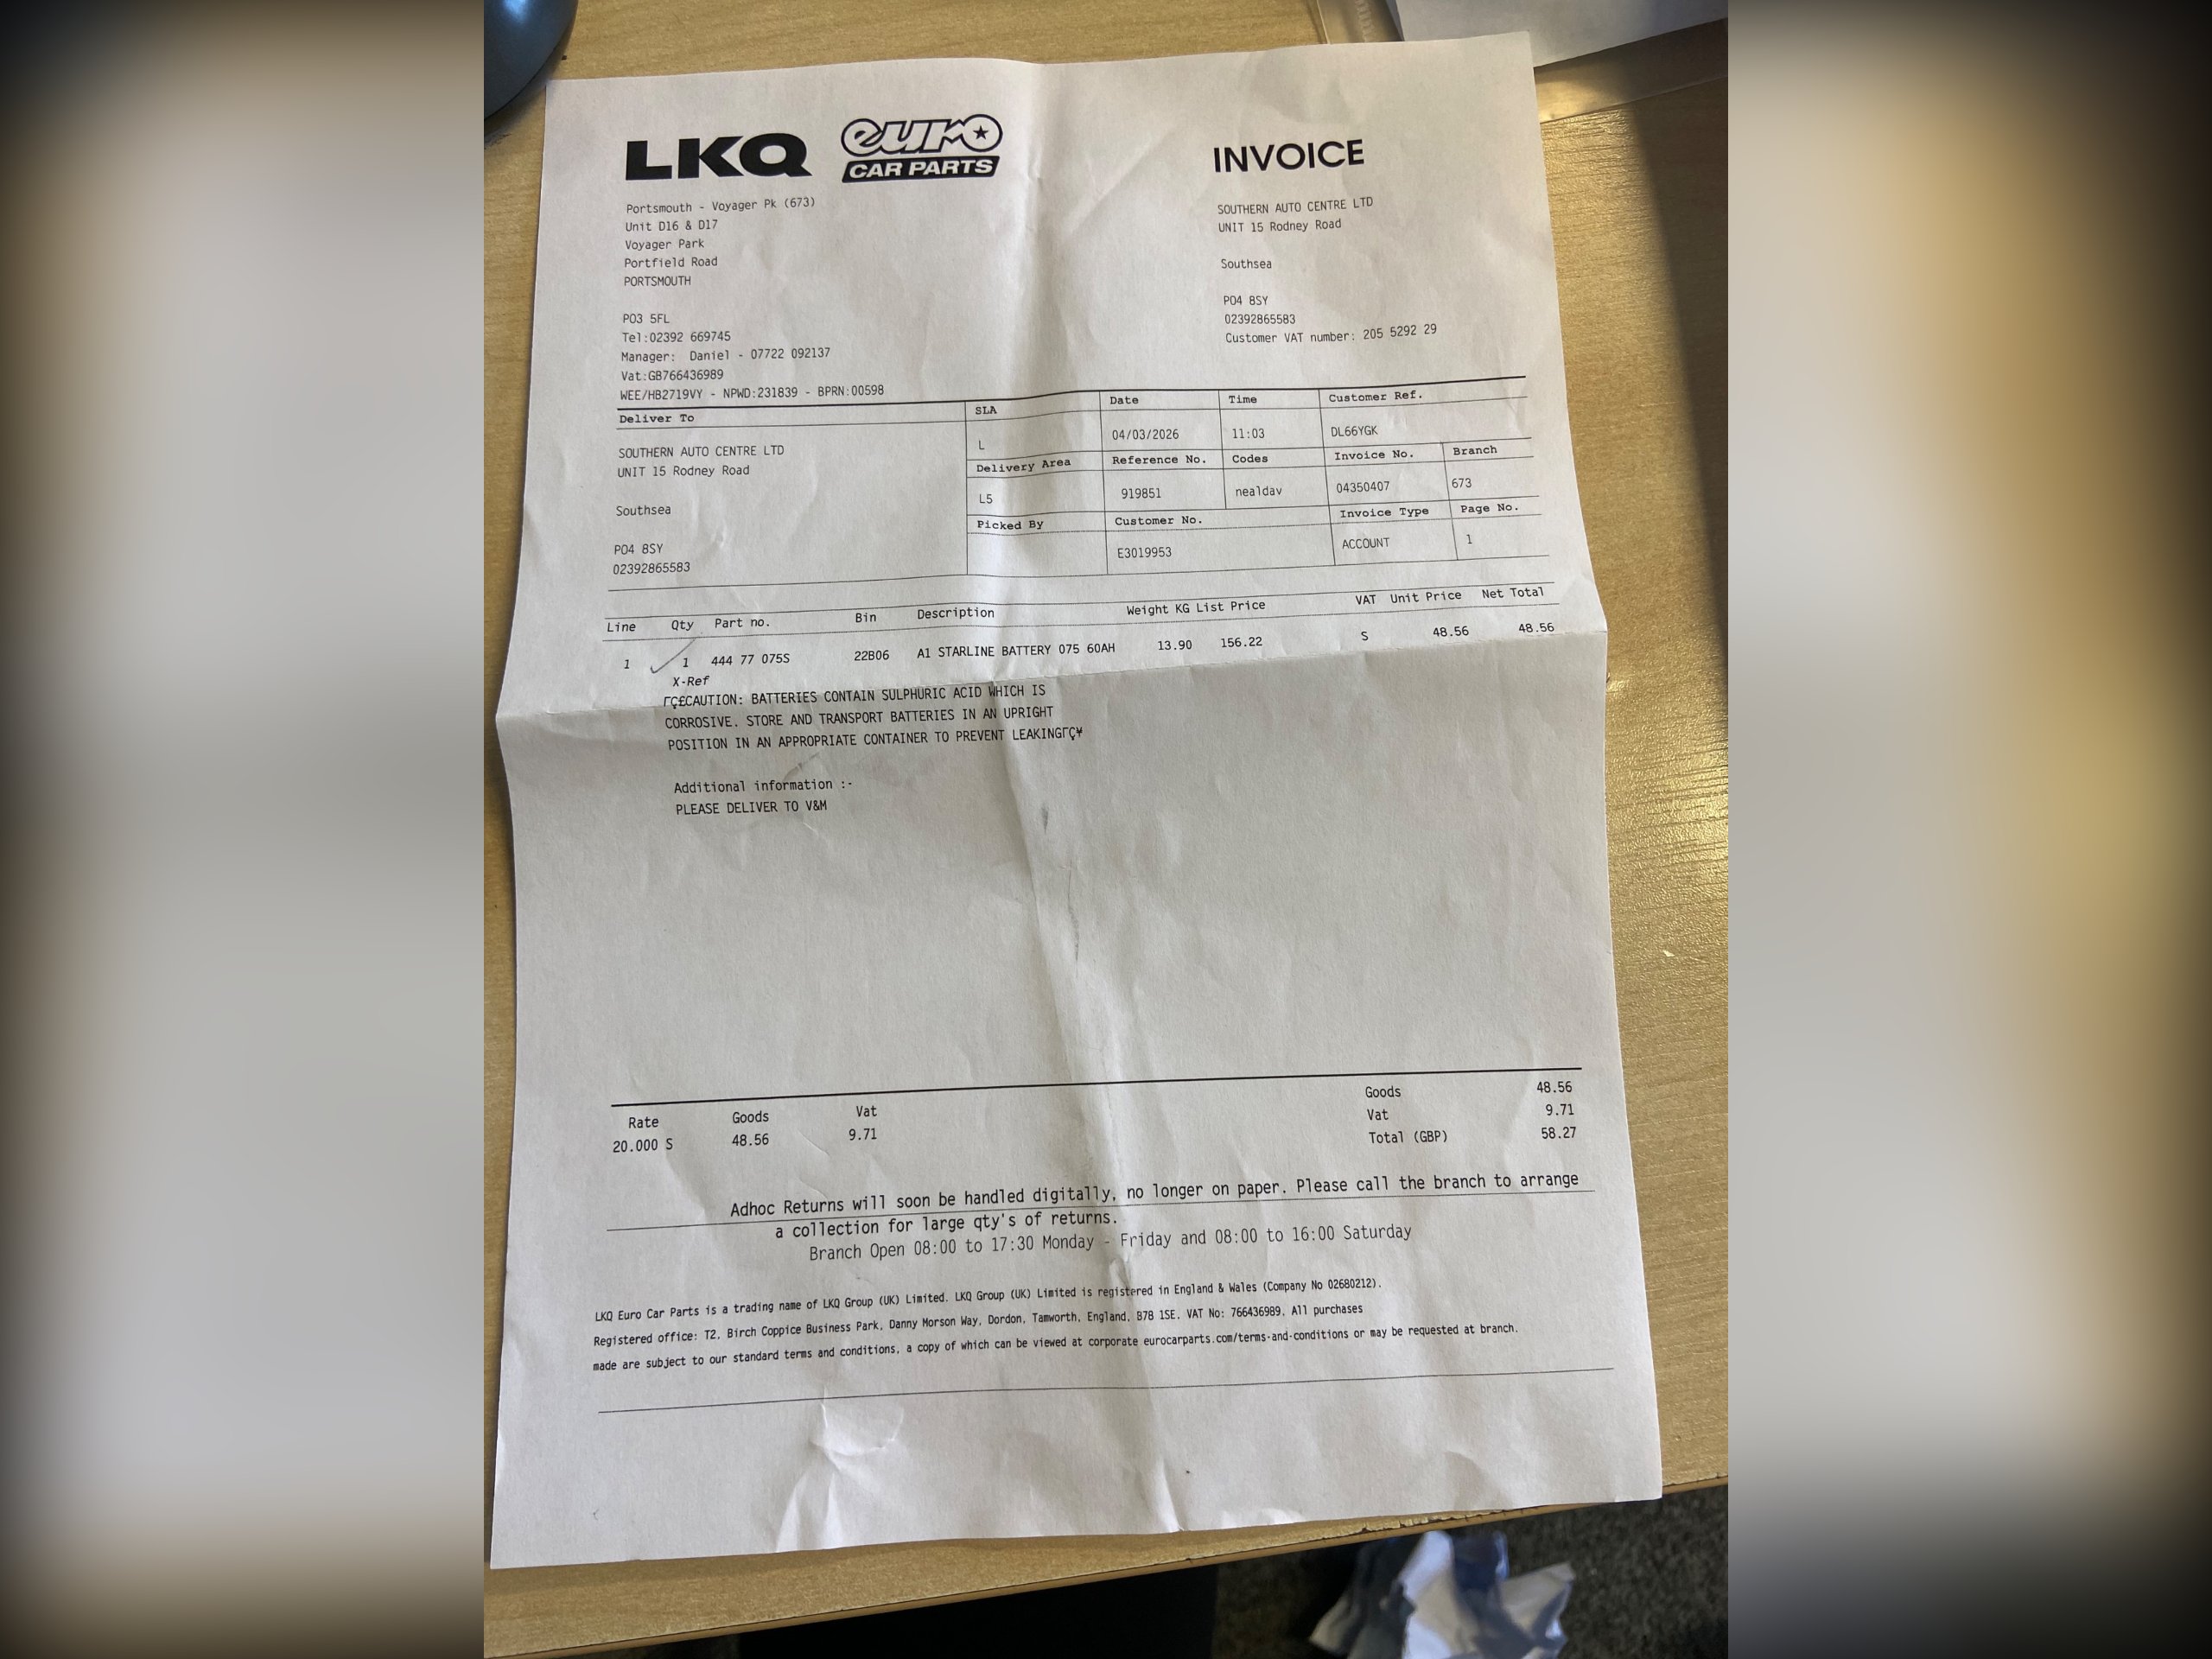 LKQ euro CAR PARTS
INVOICE
Portsmouth - Voyager Pk (673)
Unit D16 & D17
Voyager Park
Portfield Road
PORTSMOUTH
PO3 5FL
Tel:02392 669745
Manager: Daniel - 07722 092137
Vat:GB766436989
WEE/HB2719VY - NPWD:231839 - BPRN:00598
SOUTHERN AUTO CENTRE LTD
UNIT 15 Rodney Road
Southsea
PO4 8SY
02392865583
Customer VAT number: 205 5292 29
Deliver To
SOUTHERN AUTO CENTRE LTD
UNIT 15 Rodney Road
Southsea
PO4 8SY
02392865583
SLA Date Time Customer Ref.
L 04/03/2026 11:03 DL66YGK
Delivery Area Reference No. Codes Invoice No. Branch
L5 919851 nealdav 04350407 673
Picked By Customer No. Invoice Type Page No.
E3019953 ACCOUNT 1
Line Qty Part no. Bin Description Weight KG List Price VAT Unit Price Net Total
1 1 444 77 075S 22B06 A1 STARLINE BATTERY 075 60AH 13.90 156.22 S 48.56 48.56
X-Ref
ΓÇ£CAUTION: BATTERIES CONTAIN SULPHURIC ACID WHICH IS
CORROSIVE. STORE AND TRANSPORT BATTERIES IN AN UPRIGHT
POSITION IN AN APPROPRIATE CONTAINER TO PREVENT LEAKINGΓÇ¥
Additional information :-
PLEASE DELIVER TO V&M
Rate Goods Vat
20.000 S 48.56 9.71
Goods 48.56
Vat 9.71
Total (GBP) 58.27
Adhoc Returns will soon be handled digitally, no longer on paper. Please call the branch to arrange
a collection for large qty's of returns.
Branch Open 08:00 to 17:30 Monday - Friday and 08:00 to 16:00 Saturday
LKQ Euro Car Parts is a trading name of LKQ Group (UK) Limited. LKQ Group (UK) Limited is registered in England & Wales (Company No 02680212).
Registered office: T2, Birch Coppice Business Park, Danny Morson Way, Dordon, Tamworth, England, B78 1SE. VAT No: 766436989. All purchases
made are subject to our standard terms and conditions, a copy of which can be viewed at corporate eurocarparts.com/terms-and-conditions or may be requested at branch.